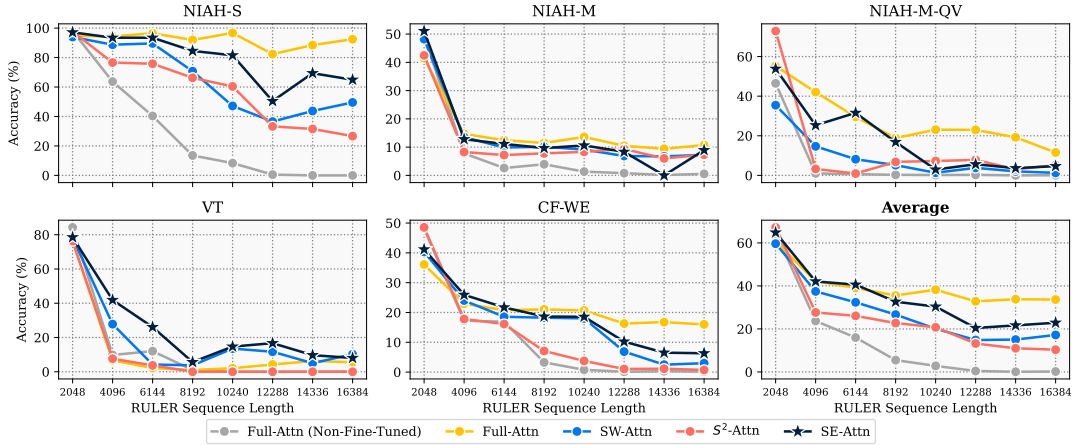 NIAH-S
NIAH-M
NIAH-M-QV
Accuracy (%)
100
80
60
40
20
0
50
40
30
20
10
0
60
40
20
0
VT
CF-WE
Average
Accuracy (%)
80
60
40
20
0
50
40
30
20
10
0
60
40
20
0
2048 4096 6144 8192 10240 12288 14336 16384
2048 4096 6144 8192 10240 12288 14336 16384
2048 4096 6144 8192 10240 12288 14336 16384
RULER Sequence Length
RULER Sequence Length
RULER Sequence Length
Full-Attn (Non-Fine-Tuned) Full-Attn SW-Attn S²-Attn SE-Attn